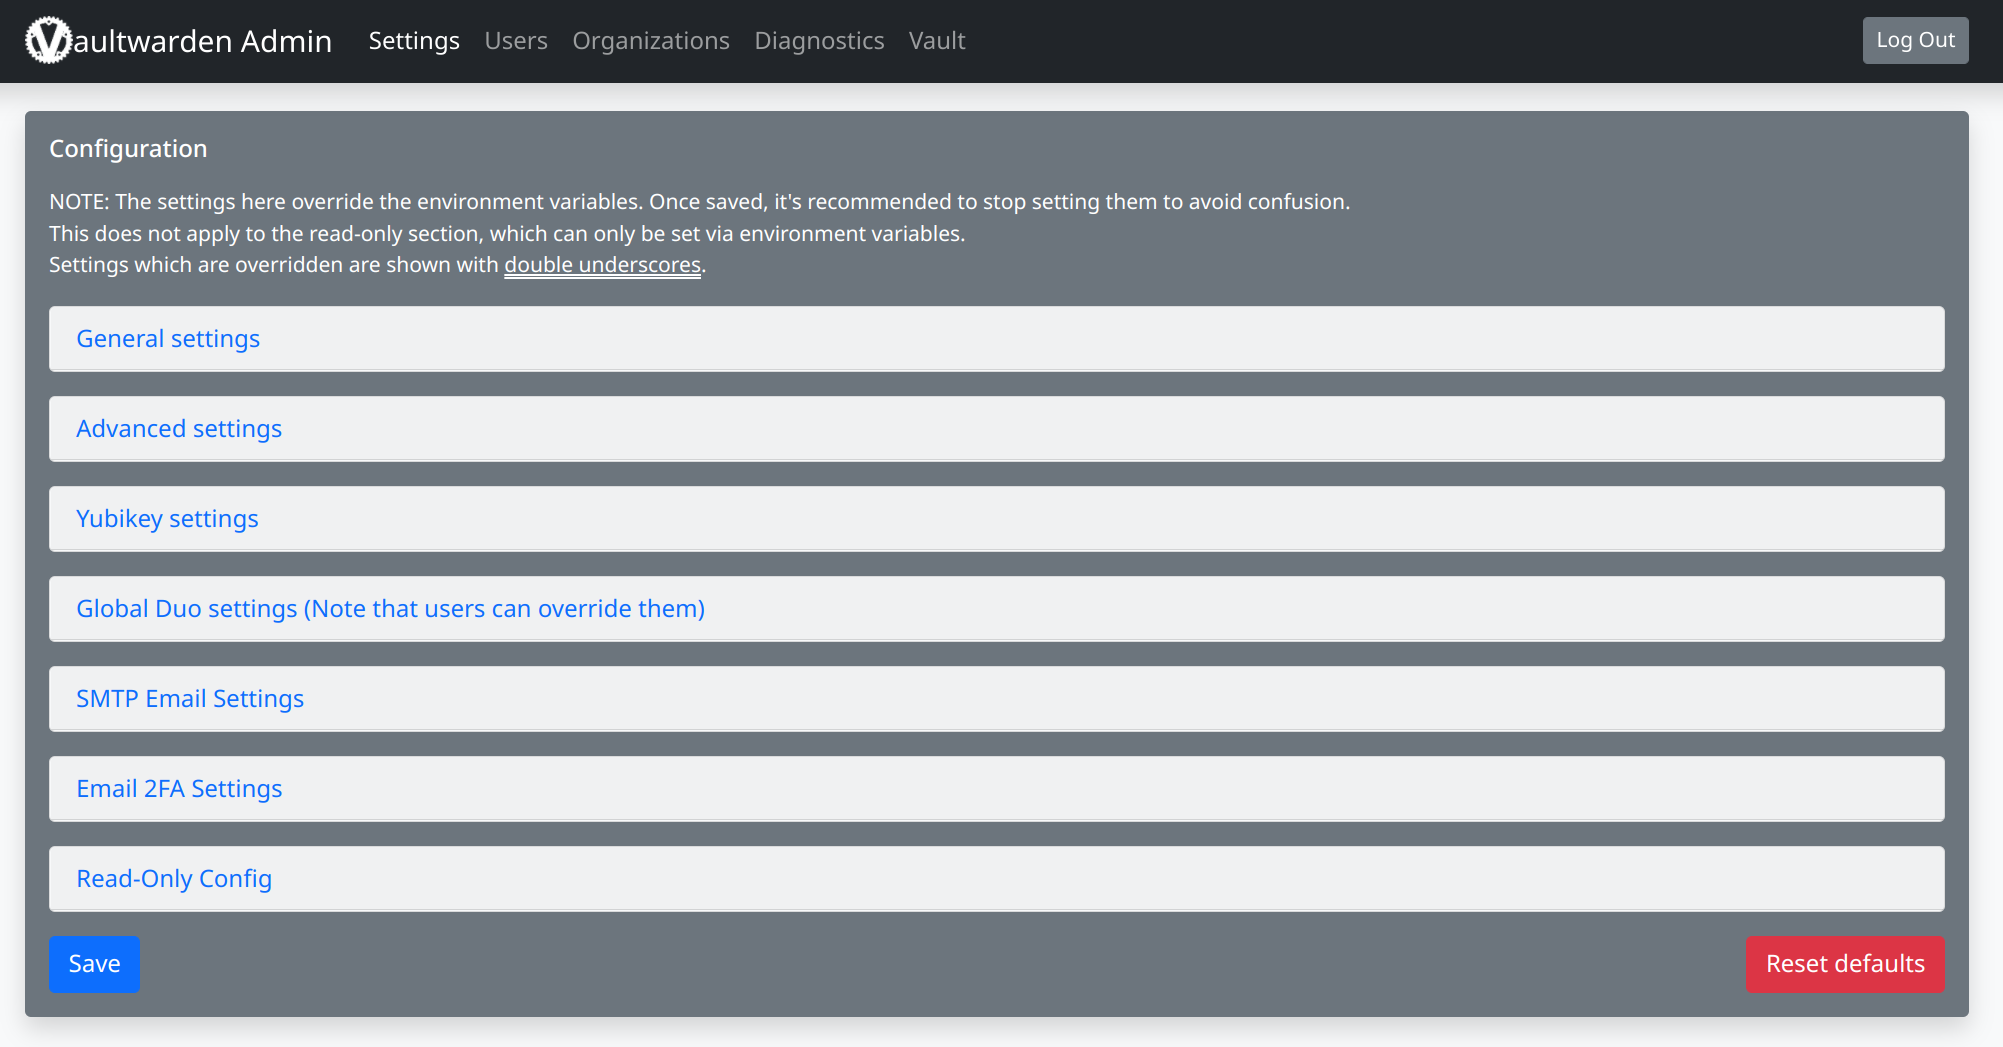 Vaultwarden Admin Settings Users Organizations Diagnostics Vault Log Out
Configuration
NOTE: The settings here override the environment variables. Once saved, it's recommended to stop setting them to avoid confusion.
This does not apply to the read-only section, which can only be set via environment variables.
Settings which are overridden are shown with double underscores.
General settings
Advanced settings
Yubikey settings
Global Duo settings (Note that users can override them)
SMTP Email Settings
Email 2FA Settings
Read-Only Config
Save Reset defaults